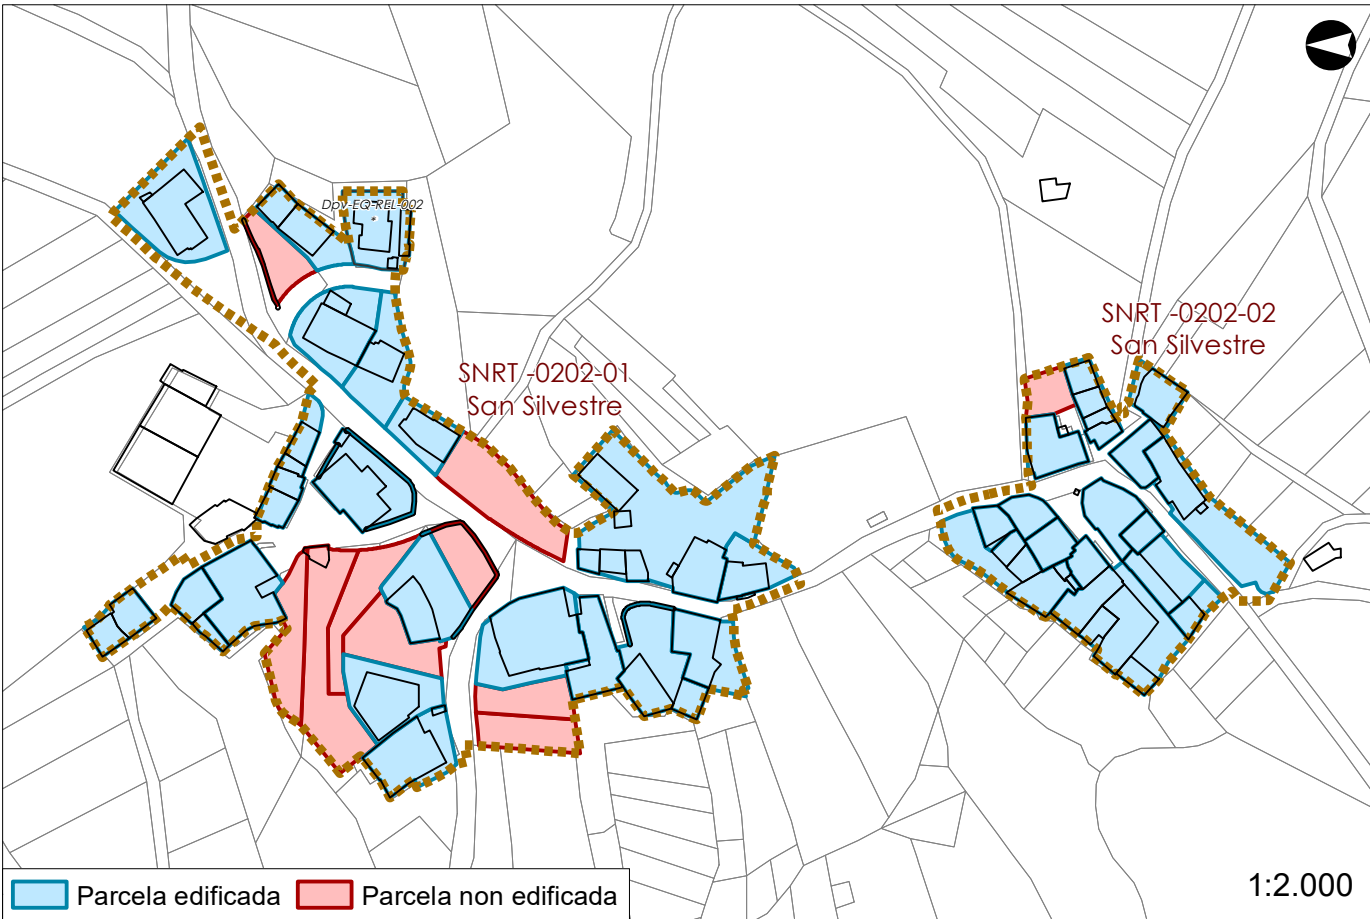 Dpv-EQ-REL-002
SNRT -0202-02
San Silvestre
SNRT -0202-01
San Silvestre
Parcela edificada
Parcela non edificada
1:2.000